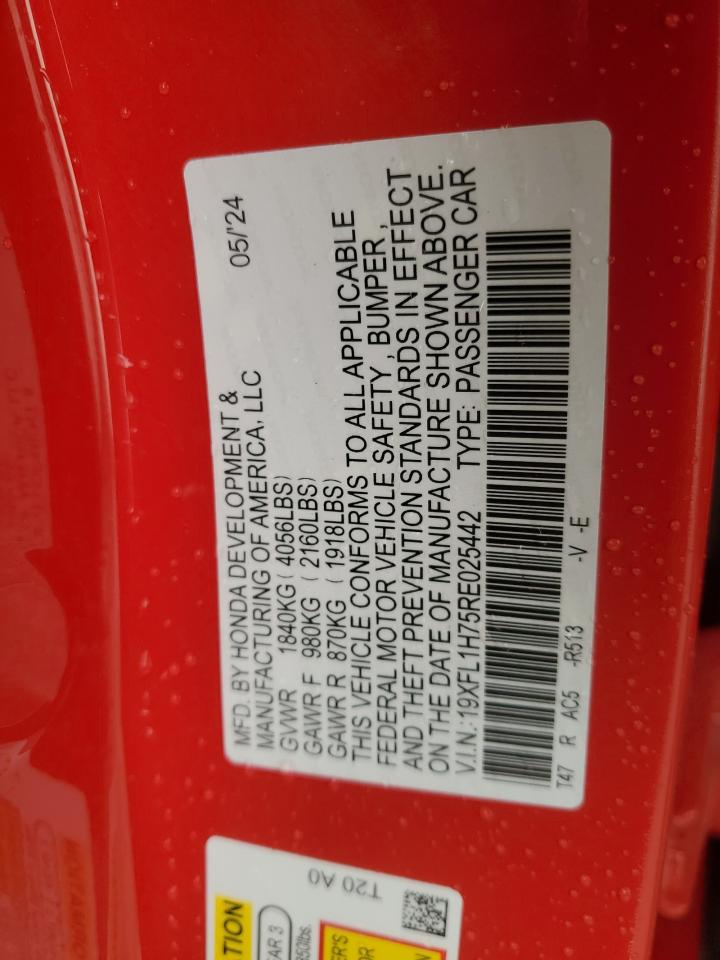 MFD. BY HONDA DEVELOPMENT &
MANUFACTURING OF AMERICA, LLC 05/'24
GVWR 1840KG ( 4056LBS)
GAWR F 980KG ( 2160LBS)
GAWR R 870KG ( 1918LBS)
THIS VEHICLE CONFORMS TO ALL APPLICABLE
FEDERAL MOTOR VEHICLE SAFETY , BUMPER ,
AND THEFT PREVENTION STANDARDS IN EFFECT
ON THE DATE OF MANUFACTURE SHOWN ABOVE.
V.I.N.:19XFL1H75RE025442 TYPE: PASSENGER CAR
T47 R AC5 -R513 -V -E
T20 A0